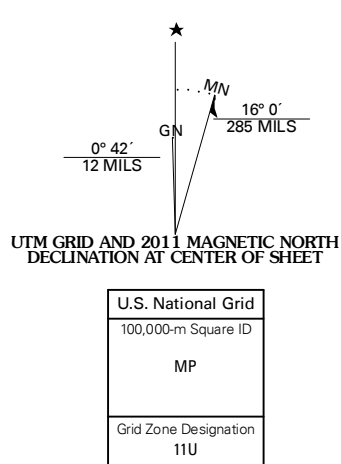 MN
GN
16° 0´
285 MILS
0° 42´
12 MILS
UTM GRID AND 2011 MAGNETIC NORTH
DECLINATION AT CENTER OF SHEET
U.S. National Grid
100,000-m Square ID
MP
Grid Zone Designation
11U